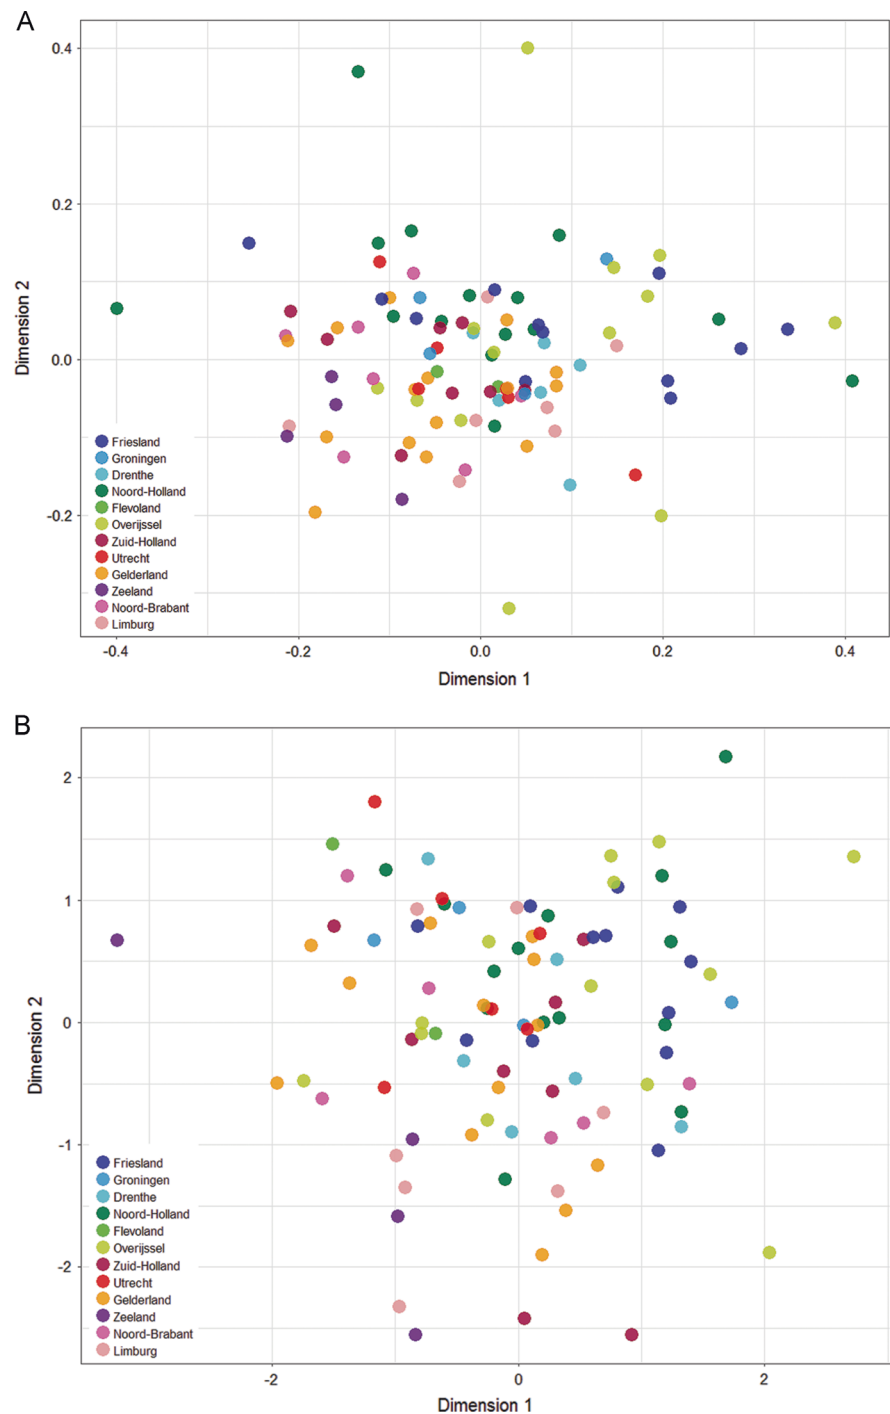 A
0.4
0.2
0.0
-0.2
Dimension 2
Friesland
Groningen
Drenthe
Noord-Holland
Flevoland
Overijssel
Zuid-Holland
Utrecht
Gelderland
Zeeland
Noord-Brabant
Limburg
-0.4 -0.2 0.0 0.2 0.4
Dimension 1
B
2
1
0
-1
-2
Dimension 2
Friesland
Groningen
Drenthe
Noord-Holland
Flevoland
Overijssel
Zuid-Holland
Utrecht
Gelderland
Zeeland
Noord-Brabant
Limburg
-2 0 2
Dimension 1